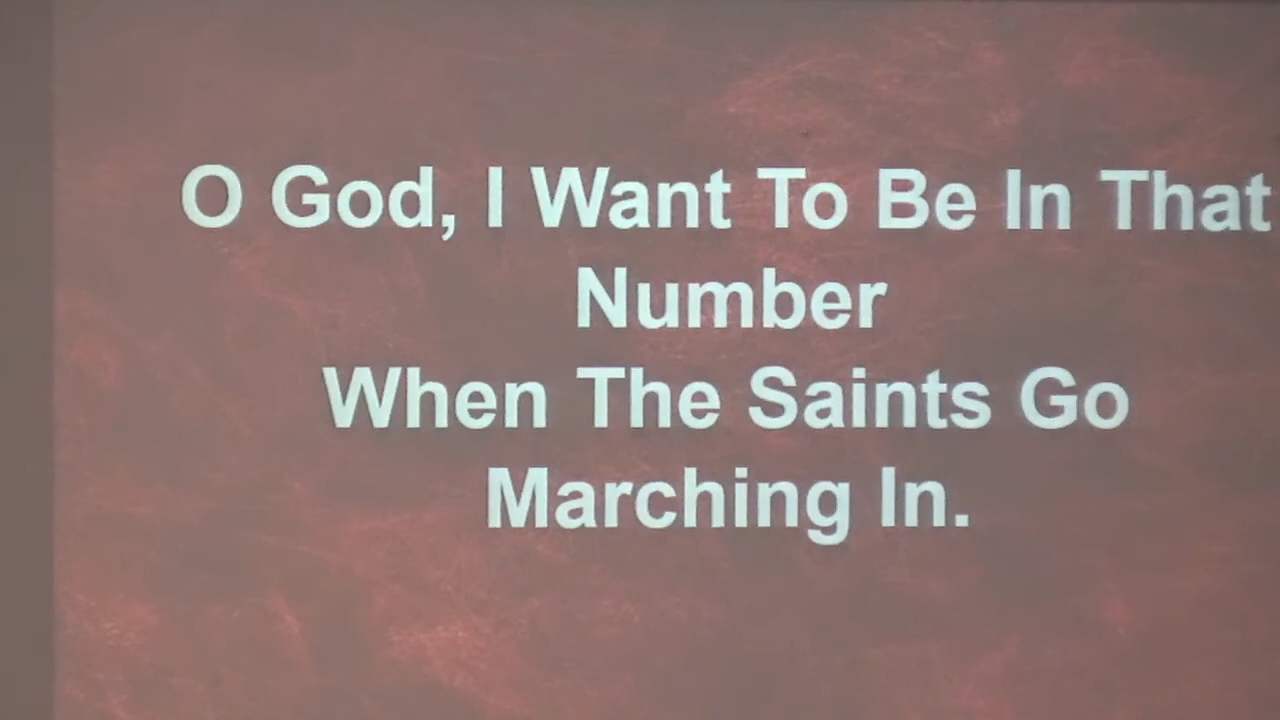 O God, I Want To Be In That
Number
When The Saints Go
Marching In.